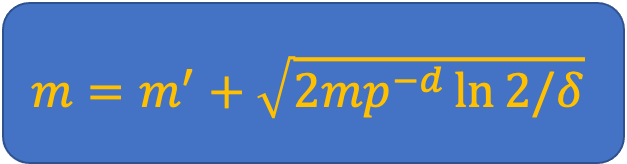 m = m′ + √(2mp⁻ᵈ ln 2/δ)